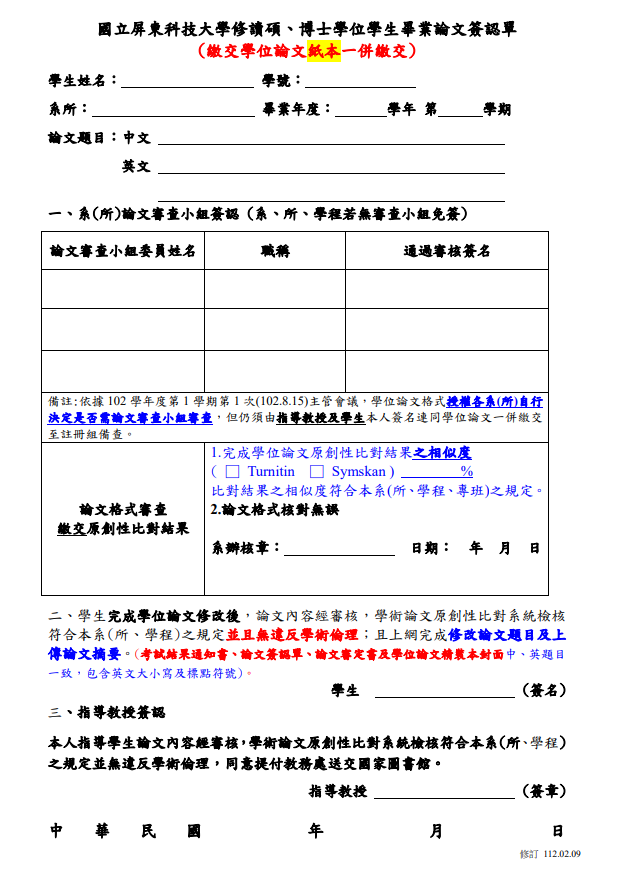 國立屏東科技大學修讀碩、博士學位學生畢業論文簽認單
(繳交學位論文紙本一併繳交)
學生姓名： 學號：
系所： 畢業年度： 學年 第 學期
論文題目：中文
英文
一、系(所)論文審查小組簽認（系、所、學程若無審查小組免簽）
論文審查小組委員姓名 職稱 通過審核簽名
備註:依據 102 學年度第 1 學期第 1 次(102.8.15)主管會議，學位論文格式授權各系(所)自行
決定是否需論文審查小組審查，但仍須由指導教授及學生本人簽名連同學位論文一併繳交
至註冊組備查。
論文格式審查
繳交原創性比對結果
1.完成學位論文原創性比對結果之相似度
( □ Turnitin □ Symskan ) %
比對結果之相似度符合本系(所、學程、專班)之規定。
2.論文格式核對無誤
系辦核章： 日期： 年 月 日
二、學生完成學位論文修改後，論文內容經審核，學術論文原創性比對系統檢核
符合本系(所、學程)之規定並且無違反學術倫理；且上網完成修改論文題目及上
傳論文摘要。(考試結果通知書、論文簽認單、論文審定書及學位論文精裝本封面中、英題目
一致，包含英文大小寫及標點符號)。
學生 （簽名）
三、指導教授簽認
本人指導學生論文內容經審核，學術論文原創性比對系統檢核符合本系(所、學程)
之規定並無違反學術倫理，同意提付教務處送交國家圖書館。
指導教授 （簽章）
中 華 民 國 年 月 日
修訂 112.02.09